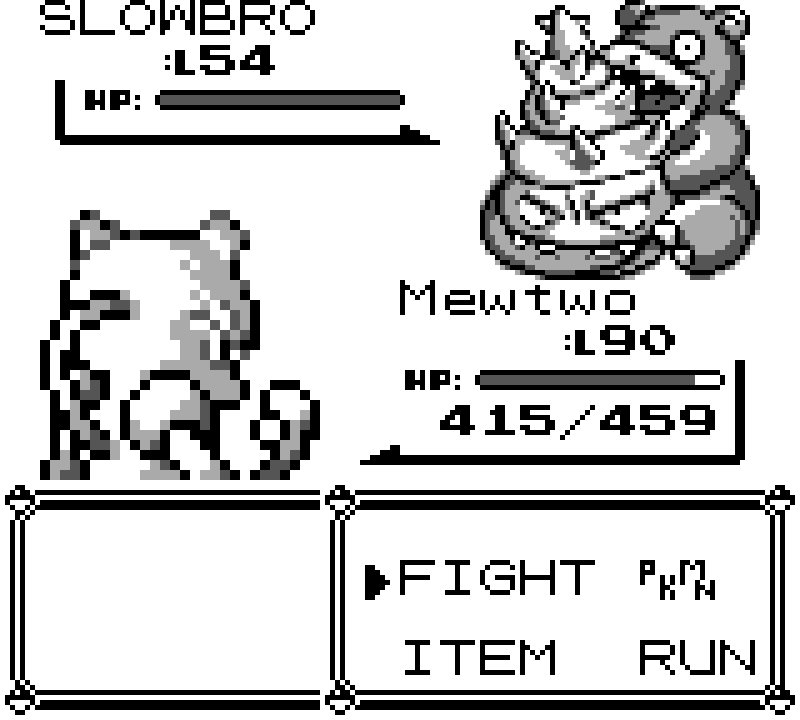 SLOWBRO
:L54
HP:
Mewtwo
:L90
HP:
415/459
FIGHT PKMN
ITEM RUN